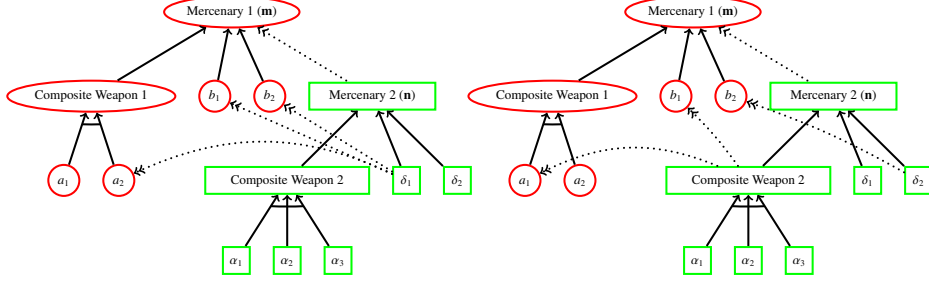 Mercenary 1 (m)
Composite Weapon 1
b₁
b₂
Mercenary 2 (n)
a₁
a₂
Composite Weapon 2
δ₁
δ₂
α₁
α₂
α₃
Mercenary 1 (m)
Composite Weapon 1
b₁
b₂
Mercenary 2 (n)
a₁
a₂
Composite Weapon 2
δ₁
δ₂
α₁
α₂
α₃